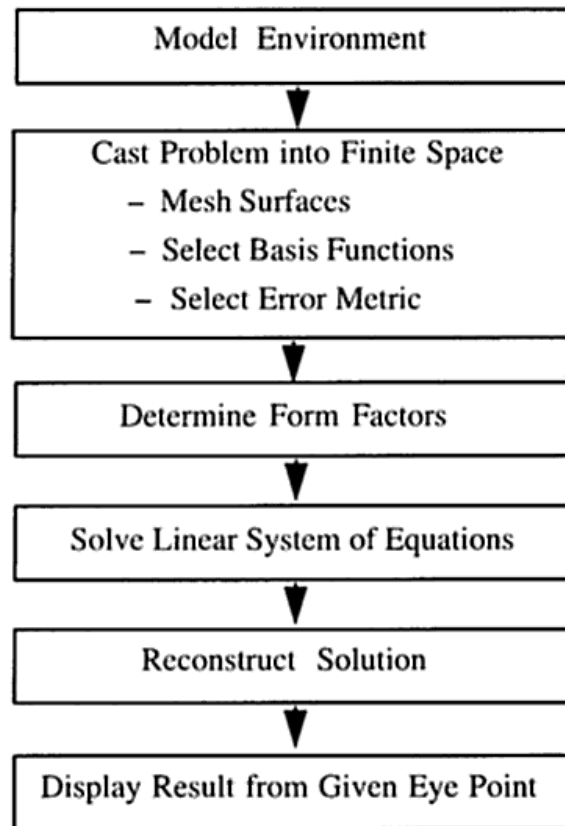 Model Environment
Cast Problem into Finite Space
– Mesh Surfaces
– Select Basis Functions
– Select Error Metric
Determine Form Factors
Solve Linear System of Equations
Reconstruct Solution
Display Result from Given Eye Point